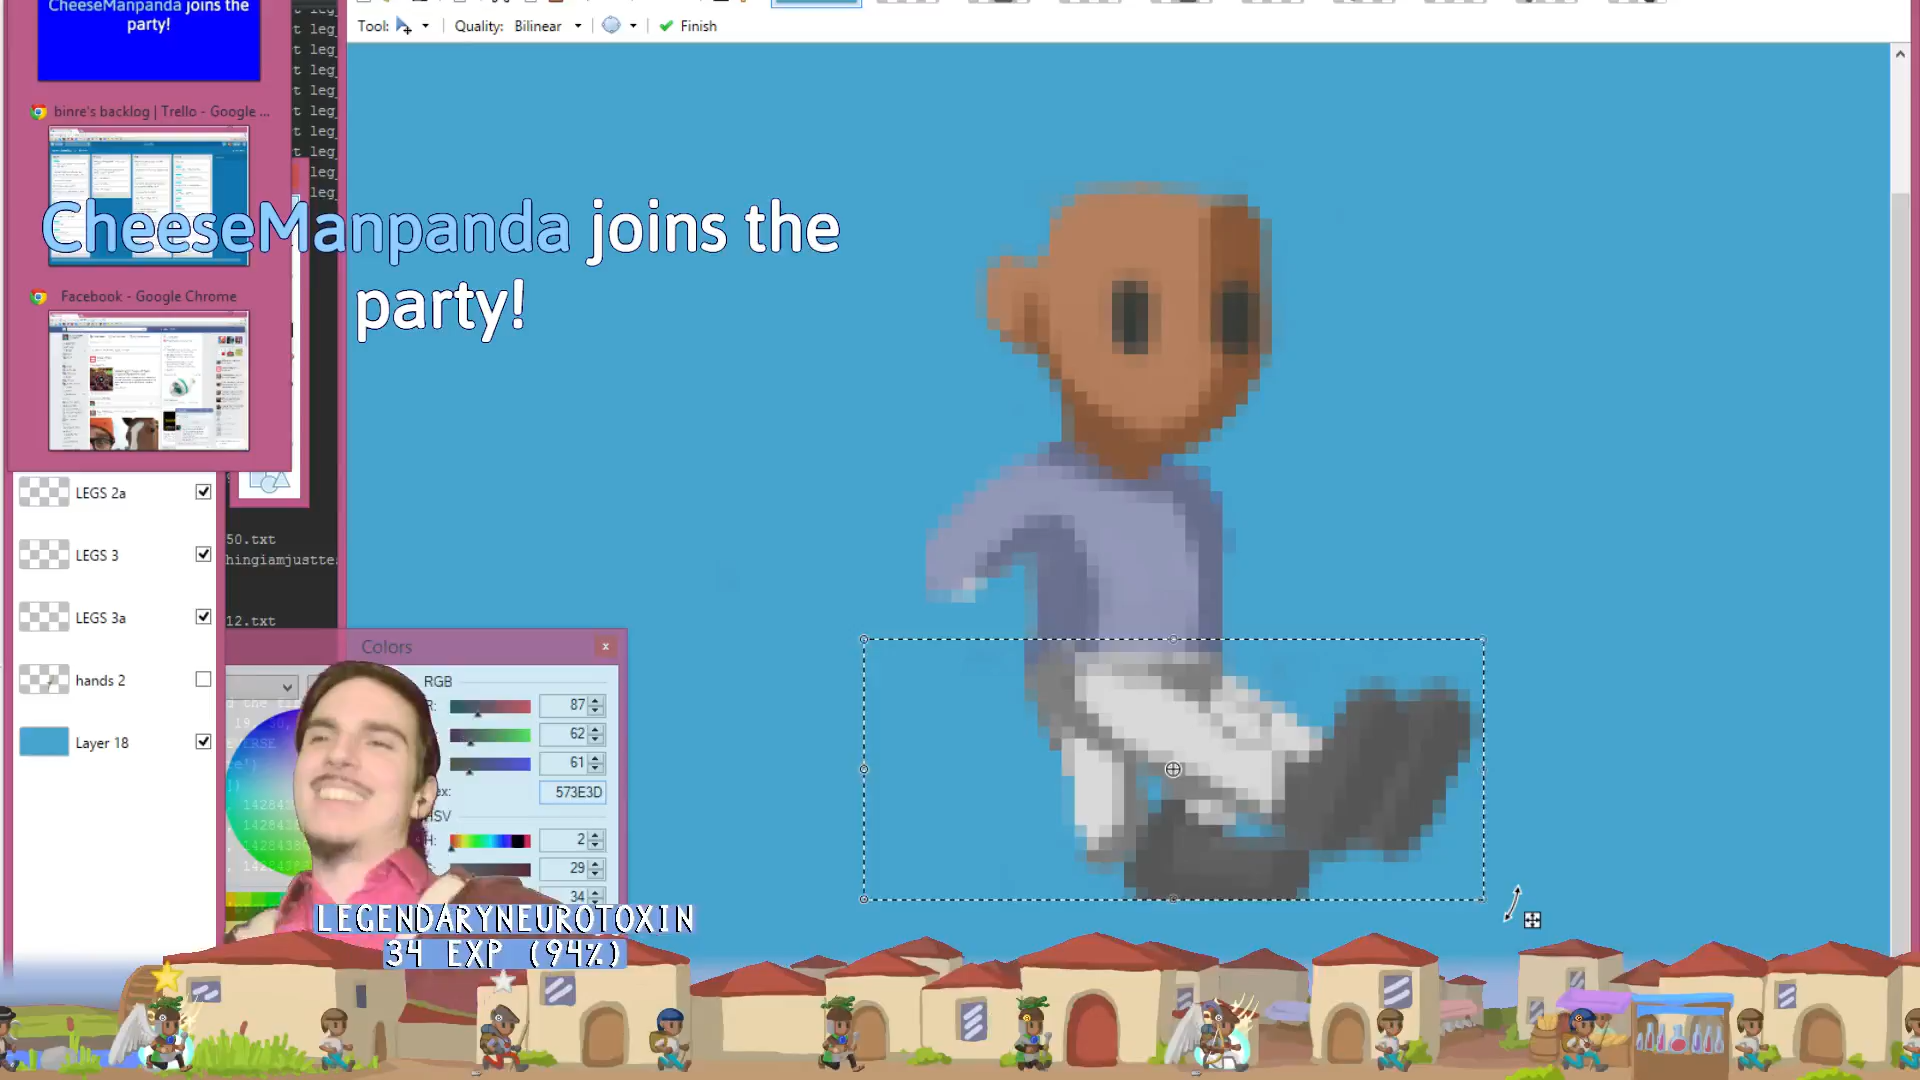 CheeseManpanda joins the
party!
Tool:
Quality: Bilinear
Finish
binre's backlog | Trello - Google ...
CheeseManpanda joins the
party!
Facebook - Google Chrome
LEGS 2a
LEGS 3
LEGS 3a
hands 2
Layer 18
50.txt
hingiamjustte
12.txt
Colors
x
RGB
R:
87
62
61
573E3D
HSV
H:
2
29
34
LEGENDARYNEUROTOXIN
34 EXP (94%)